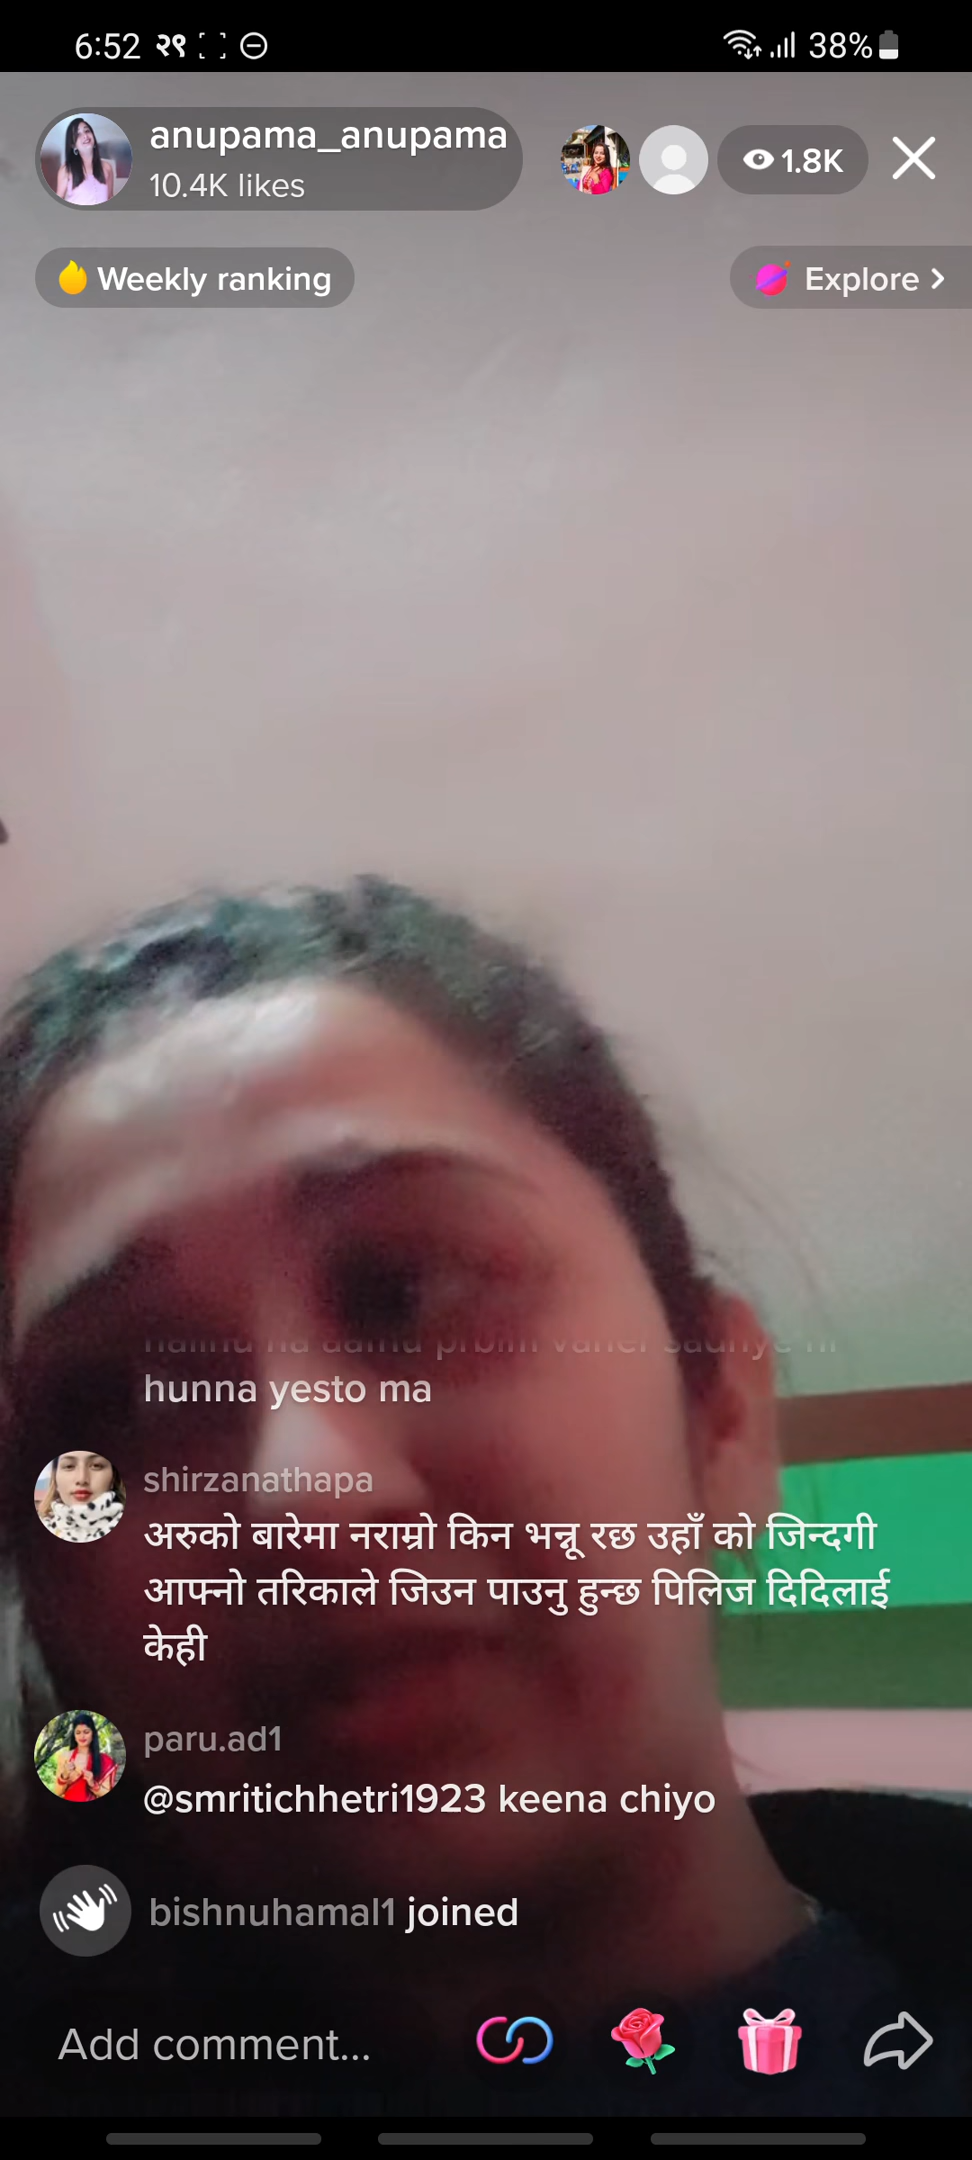 6:52 २९
38%
anupama_anupama
10.4K likes
1.8K
Weekly ranking
Explore >
hunna yesto ma
shirzanathapa
अरुको बारेमा नराम्रो किन भन्नू रछ उहाँ को जिन्दगी
आफ्नो तरिकाले जिउन पाउनु हुन्छ पिलिज दिदिलाई
केही
paru.ad1
@smritichhetri1923 keena chiyo
bishnuhamal1 joined
Add comment...